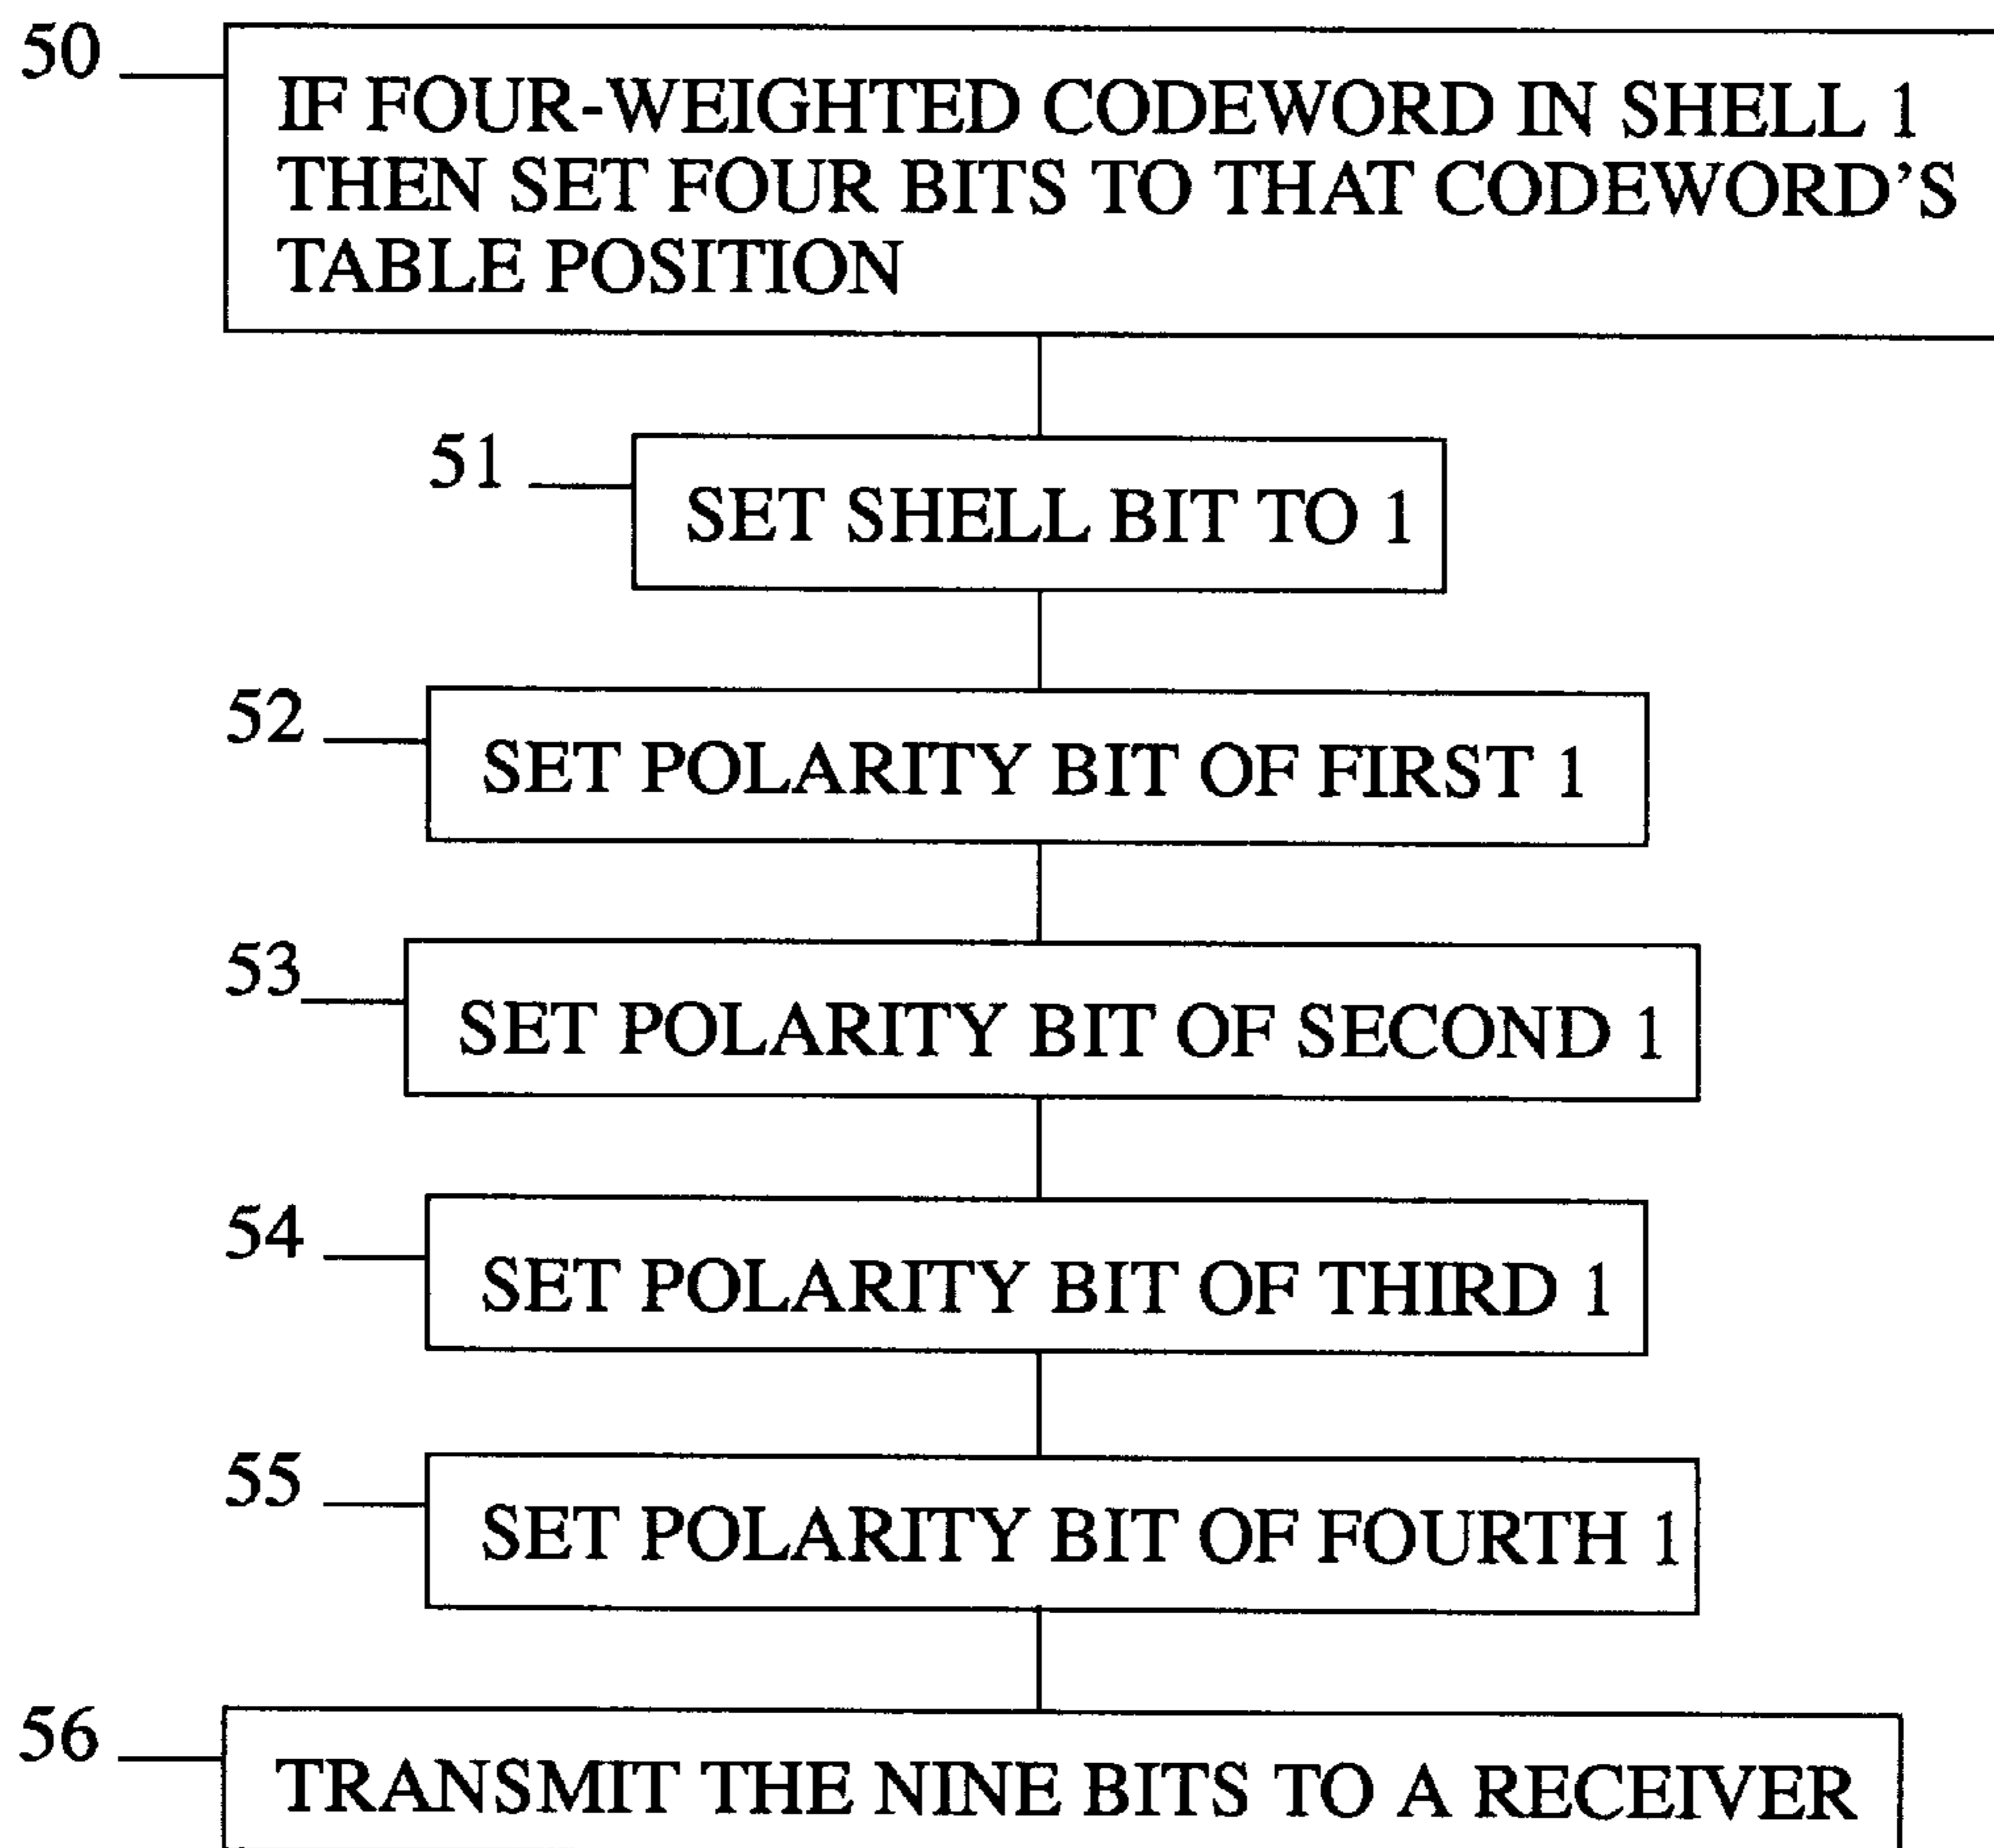 50
IF FOUR-WEIGHTED CODEWORD IN SHELL 1
THEN SET FOUR BITS TO THAT CODEWORD'S
TABLE POSITION
51
SET SHELL BIT TO 1
52
SET POLARITY BIT OF FIRST 1
53
SET POLARITY BIT OF SECOND 1
54
SET POLARITY BIT OF THIRD 1
55
SET POLARITY BIT OF FOURTH 1
56
TRANSMIT THE NINE BITS TO A RECEIVER